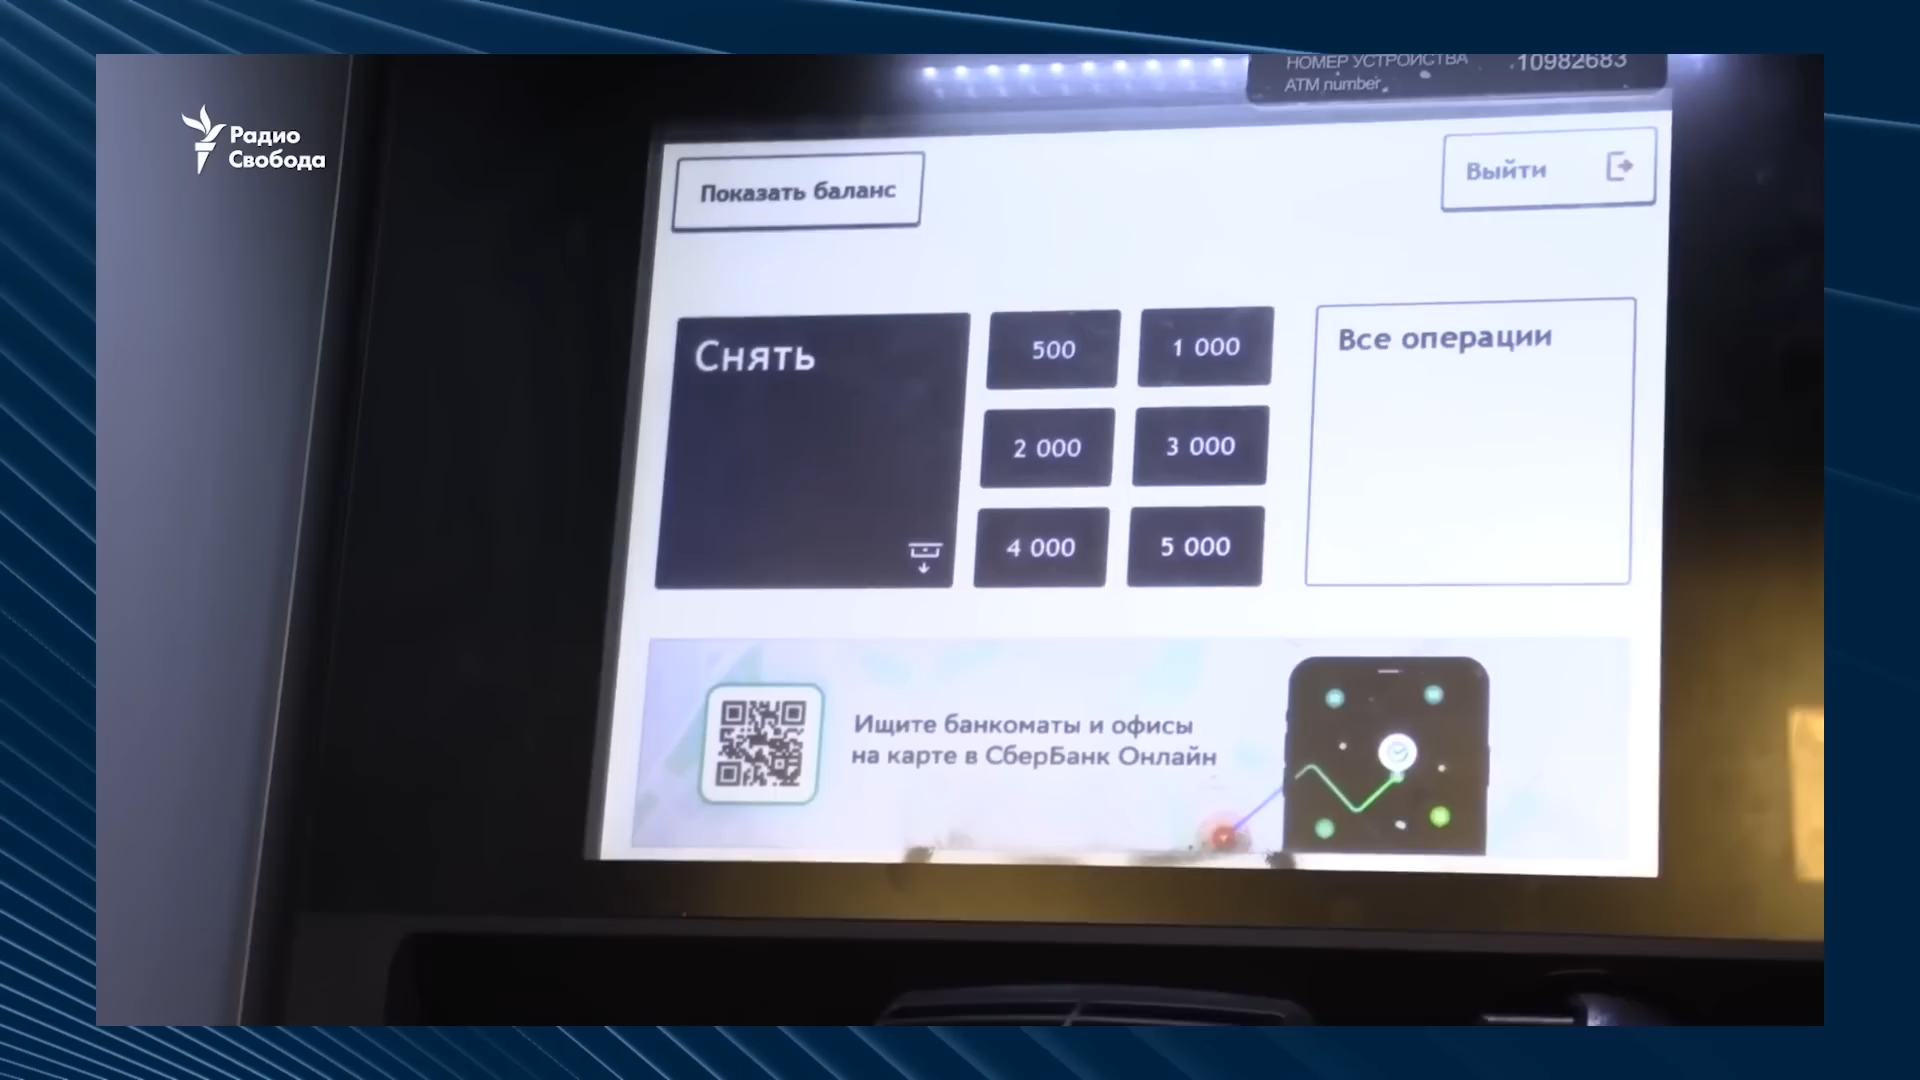 Радио
Свобода
НОМЕР УСТРОЙСТВА 10982683
ATM number
Показать баланс
Выйти
Снять
500
1 000
2 000
3 000
4 000
5 000
Все операции
Ищите банкоматы и офисы
на карте в СберБанк Онлайн